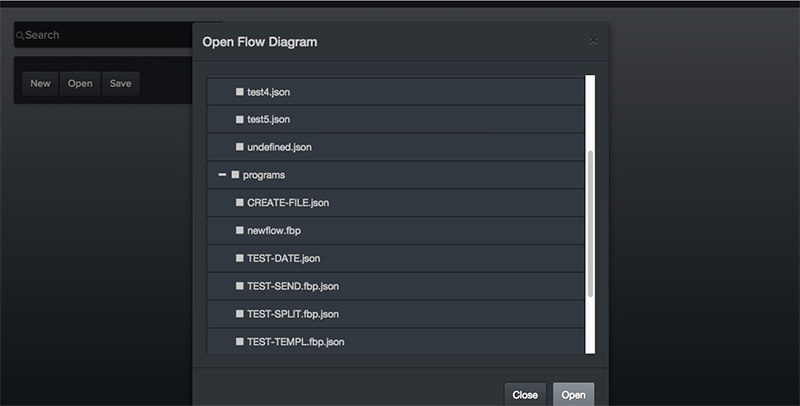 Search
New Open Save
Open Flow Diagram
test4.json
test5.json
undefined.json
programs
CREATE-FILE.json
newflow.fbp
TEST-DATE.json
TEST-SEND.fbp.json
TEST-SPLIT.fbp.json
TEST-TEMPL.fbp.json
Close Open